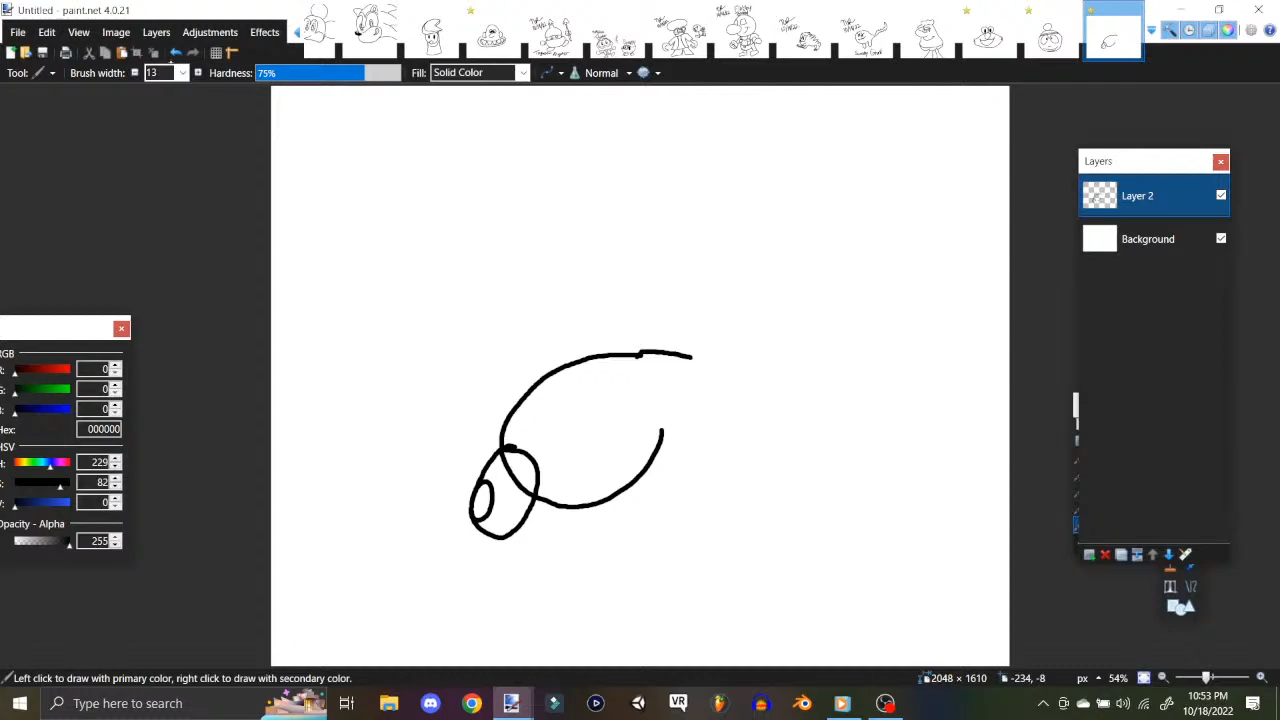 Untitled - paint.net 4.0.21
File Edit View Image Layers Adjustments Effects
Tool: Brush width: 13 Hardness: 75% Fill: Solid Color Normal
Layers
Layer 2
Background
RGB
R: 0
G: 0
B: 0
Hex: 000000
HSV
H: 229
82
0
Opacity - Alpha
255
Left click to draw with primary color, right click to draw with secondary color.
2048 × 1610
-234, -8
px
54%
Type here to search
VR
10:53 PM
10/18/2022